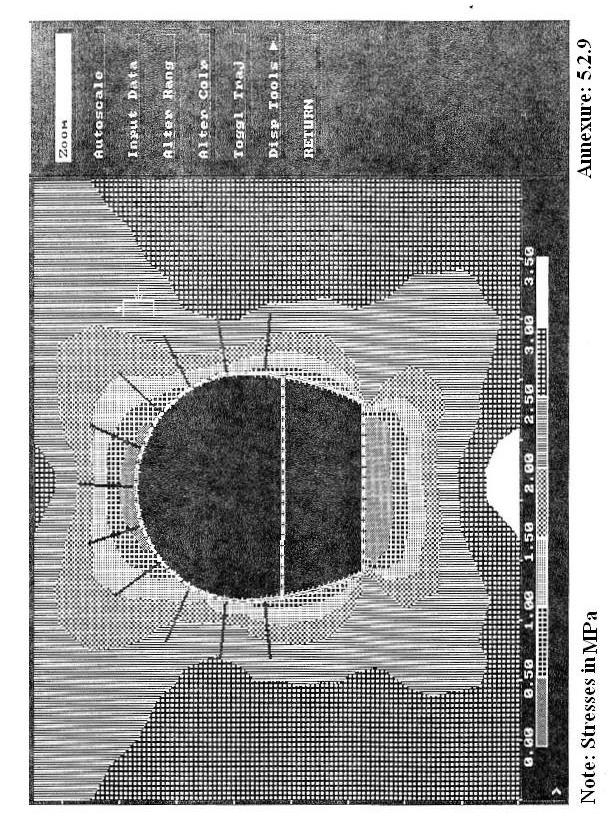 Zoom
Autoscale
Input Data
Alter Rang
Alter Colr
Toggl Traj
Disp Tools
RETURN
0.00 0.50 1.00 1.50 2.00 2.50 3.00 3.50
Note: Stresses in MPa
Annexure: 5.2.9